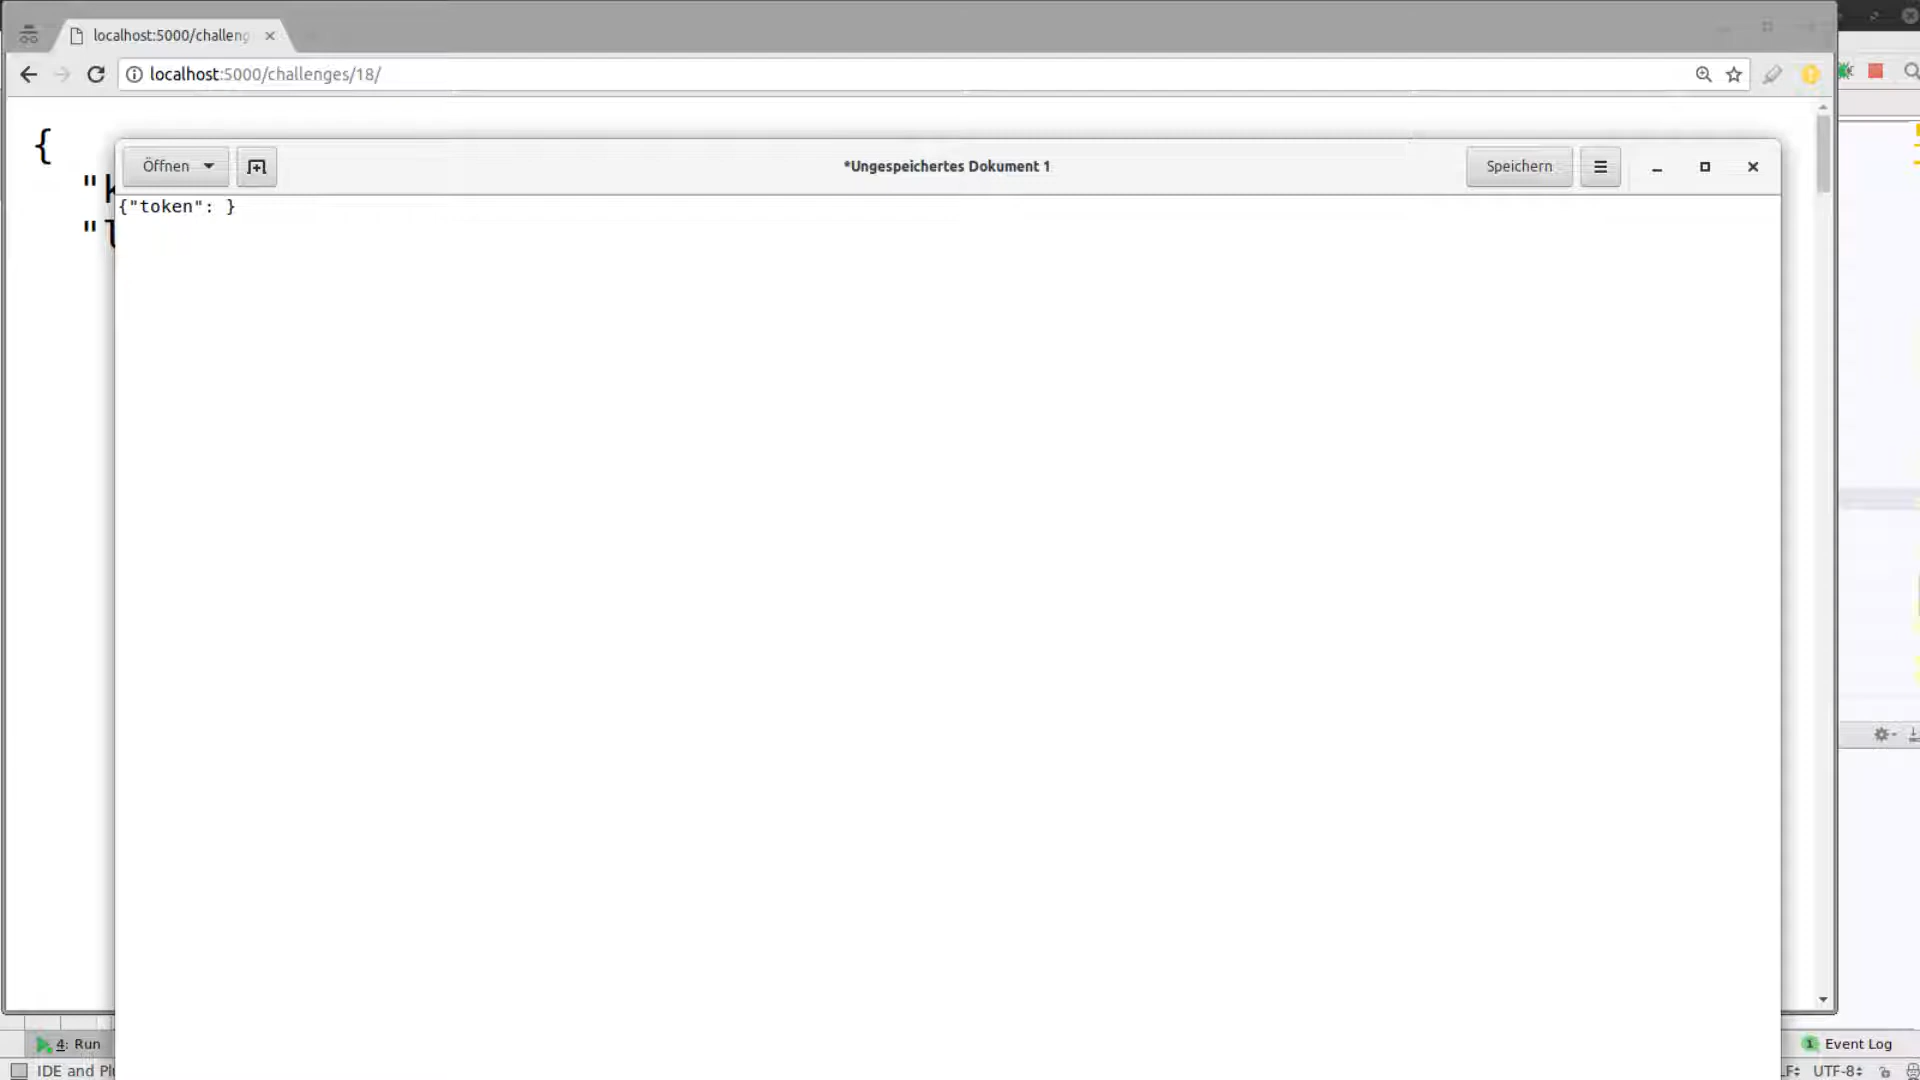 localhost:5000/challeng
localhost:5000/challenges/18/
{
Öffnen
*Ungespeichertes Dokument 1
Speichern
{"token": }
4: Run
1 Event Log
IDE and
UTF-8